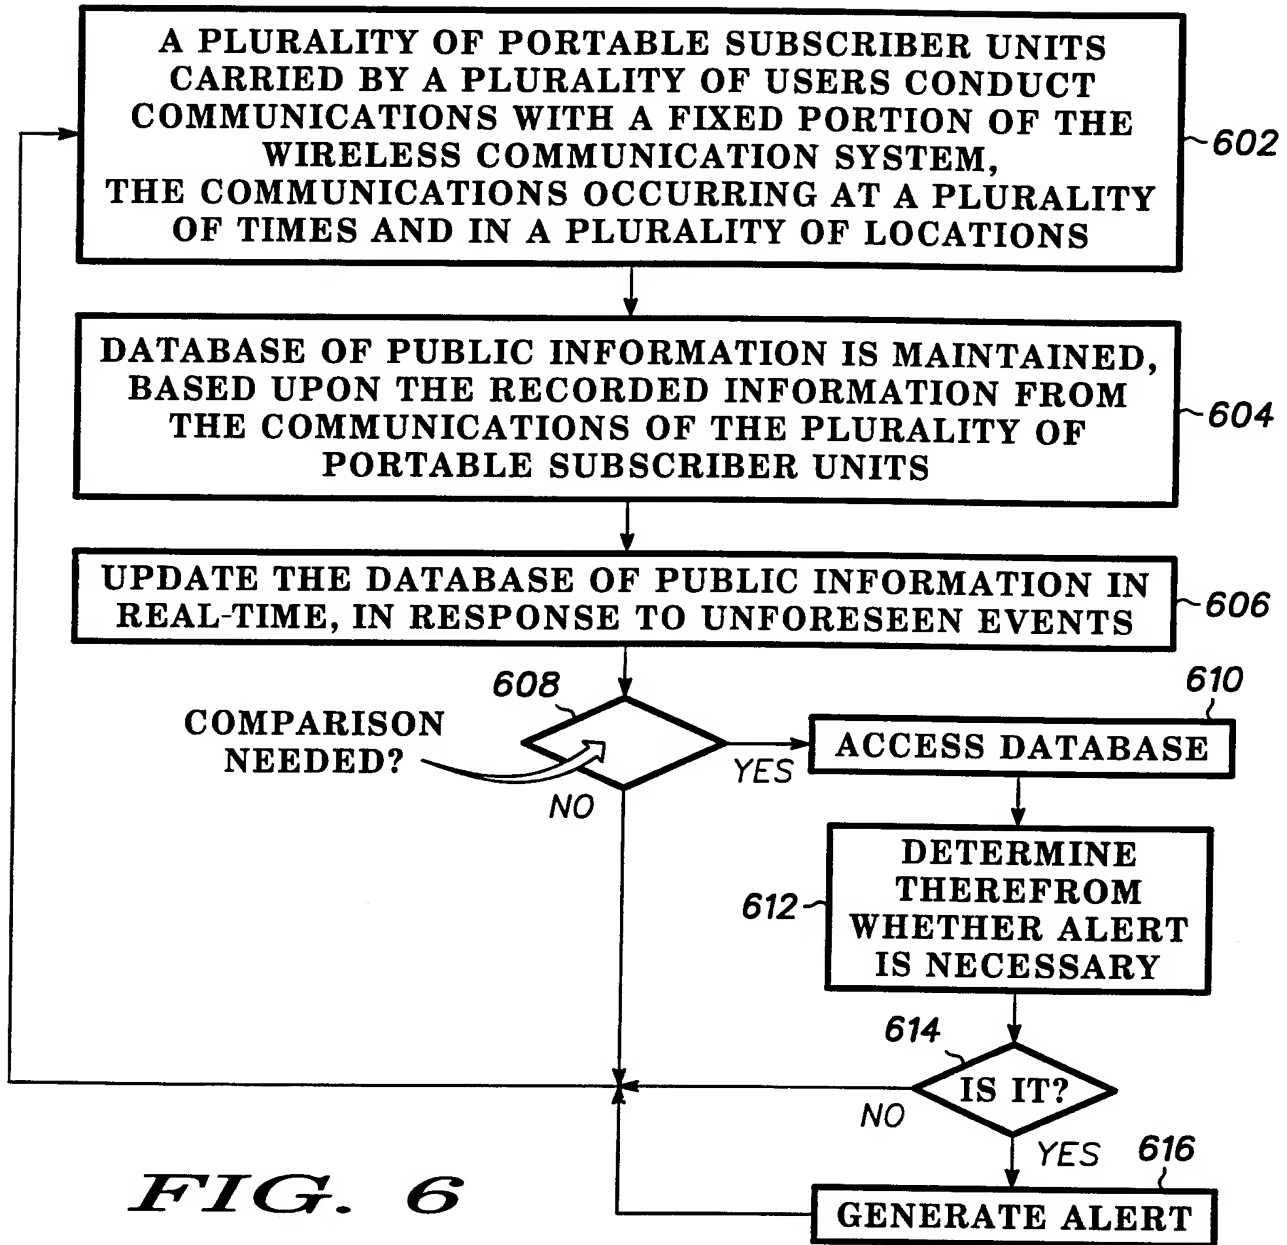 A PLURALITY OF PORTABLE SUBSCRIBER UNITS
CARRIED BY A PLURALITY OF USERS CONDUCT
COMMUNICATIONS WITH A FIXED PORTION OF THE
WIRELESS COMMUNICATION SYSTEM,
THE COMMUNICATIONS OCCURRING AT A PLURALITY
OF TIMES AND IN A PLURALITY OF LOCATIONS
602
DATABASE OF PUBLIC INFORMATION IS MAINTAINED,
BASED UPON THE RECORDED INFORMATION FROM
THE COMMUNICATIONS OF THE PLURALITY OF
PORTABLE SUBSCRIBER UNITS
604
UPDATE THE DATABASE OF PUBLIC INFORMATION IN
REAL-TIME, IN RESPONSE TO UNFORESEEN EVENTS
606
608
COMPARISON
NEEDED?
YES
NO
610
ACCESS DATABASE
612
DETERMINE
THEREFROM
WHETHER ALERT
IS NECESSARY
614
IS IT?
NO
YES
616
GENERATE ALERT
FIG. 6